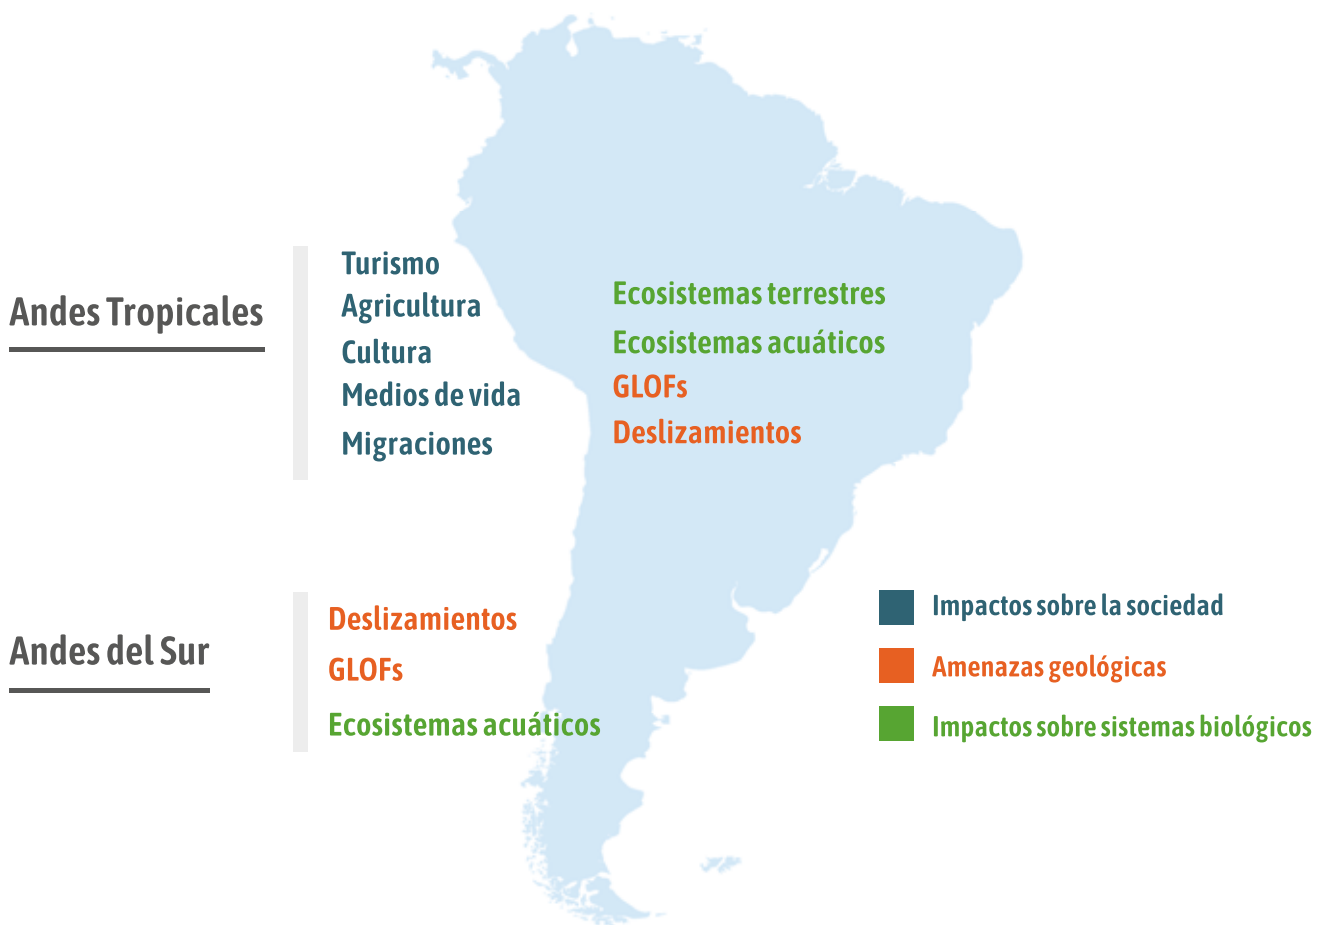 Andes Tropicales
Turismo
Agricultura
Cultura
Medios de vida
Migraciones
Ecosistemas terrestres
Ecosistemas acuáticos
GLOFs
Deslizamientos
Andes del Sur
Deslizamientos
GLOFs
Ecosistemas acuáticos
Impactos sobre la sociedad
Amenazas geológicas
Impactos sobre sistemas biológicos